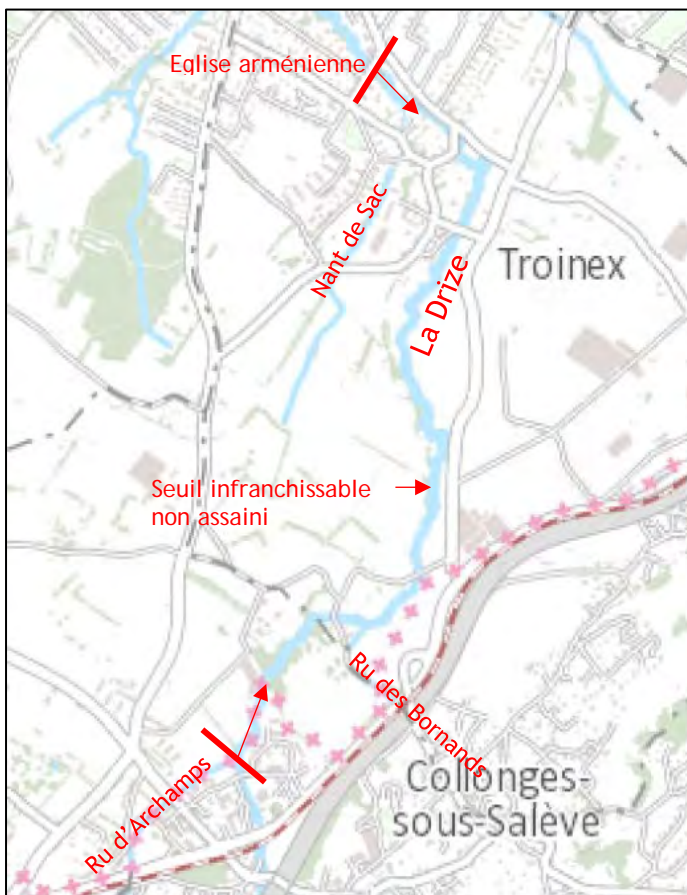 Eglise arménienne
Nant de Sac
La Drize
Troinex
Seuil infranchissable
non assaini
Ru des Bornands
Ru d'Archamps
Collonges-
sous-Salève